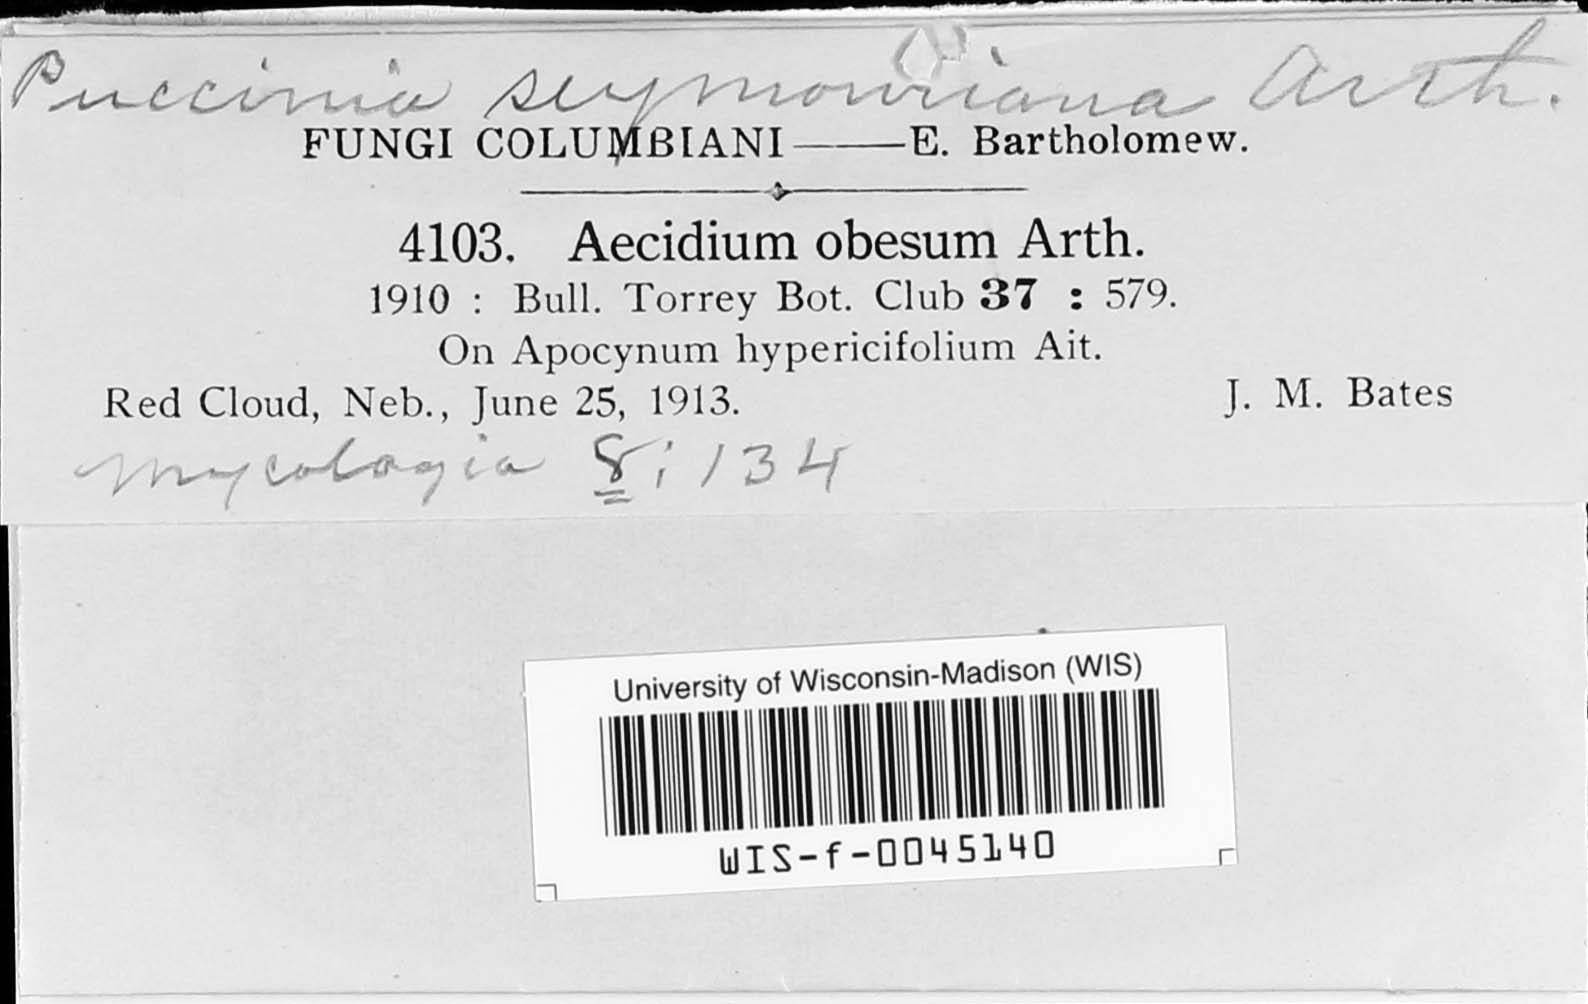 Puccinia seymouriana Arth.
FUNGI COLUMBIANI——E. Bartholomew.
4103. Aecidium obesum Arth.
1910 : Bull. Torrey Bot. Club 37 : 579.
On Apocynum hypericifolium Ait.
Red Cloud, Neb., June 25, 1913. J. M. Bates
Mycologia 8:134
University of Wisconsin-Madison (WIS)
WIS-f-0045140